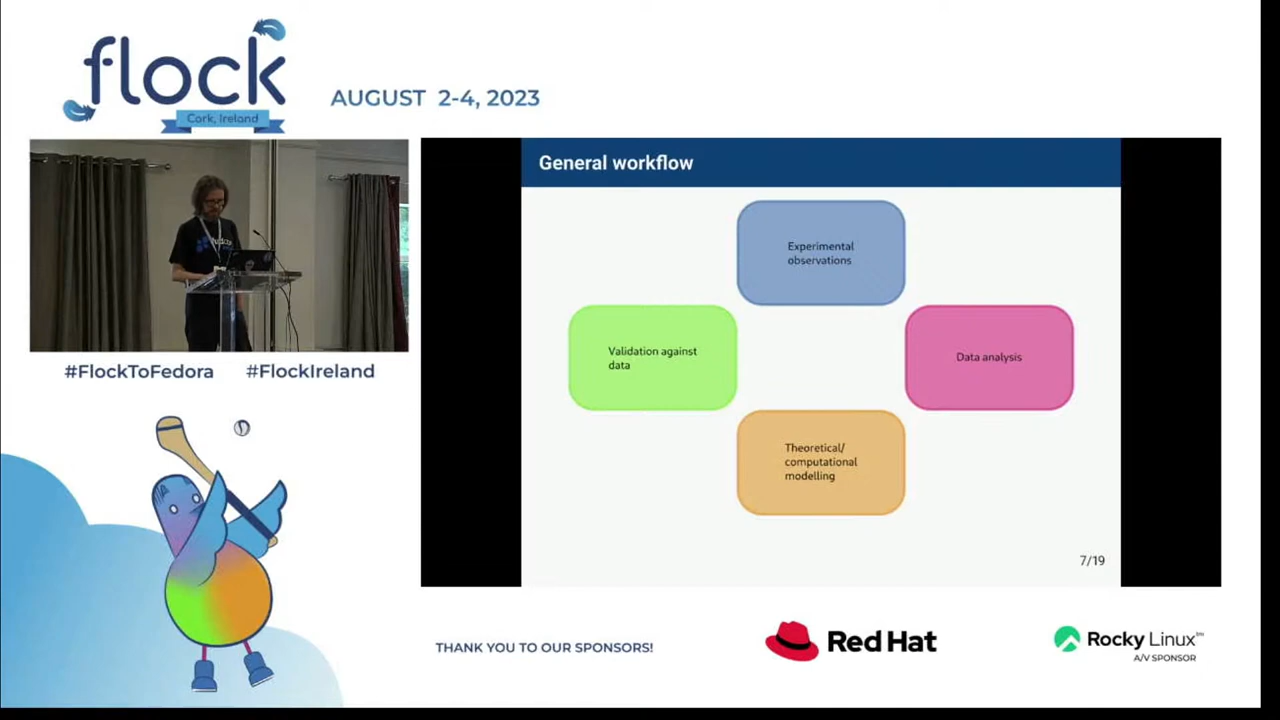 flock
Cork, Ireland
AUGUST 2-4, 2023
General workflow
Experimental
observations
Validation against
data
Data analysis
Theoretical/
computational
modelling
7/19
#FlockToFedora #FlockIreland
THANK YOU TO OUR SPONSORS!
Red Hat
Rocky Linux™
A/V SPONSOR